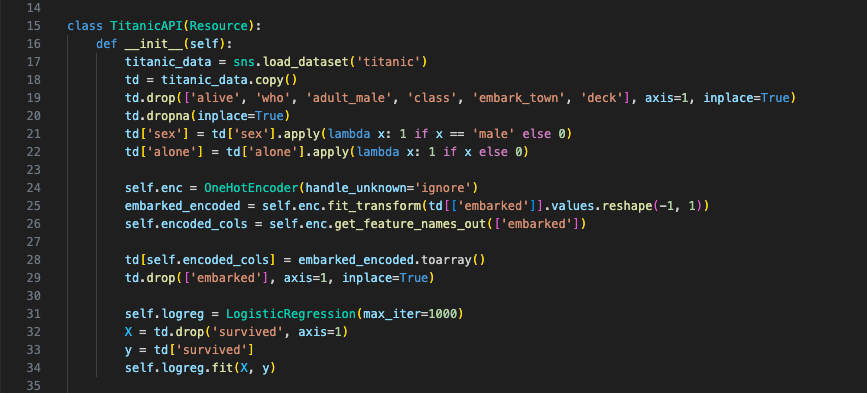 14
15 class TitanicAPI(Resource):
16     def __init__(self):
17         titanic_data = sns.load_dataset('titanic')
18         td = titanic_data.copy()
19         td.drop(['alive', 'who', 'adult_male', 'class', 'embark_town', 'deck'], axis=1, inplace=True)
20         td.dropna(inplace=True)
21         td['sex'] = td['sex'].apply(lambda x: 1 if x == 'male' else 0)
22         td['alone'] = td['alone'].apply(lambda x: 1 if x else 0)
23
24         self.enc = OneHotEncoder(handle_unknown='ignore')
25         embarked_encoded = self.enc.fit_transform(td[['embarked']].values.reshape(-1, 1))
26         self.encoded_cols = self.enc.get_feature_names_out(['embarked'])
27
28         td[self.encoded_cols] = embarked_encoded.toarray()
29         td.drop(['embarked'], axis=1, inplace=True)
30
31         self.logreg = LogisticRegression(max_iter=1000)
32         X = td.drop('survived', axis=1)
33         y = td['survived']
34         self.logreg.fit(X, y)
35